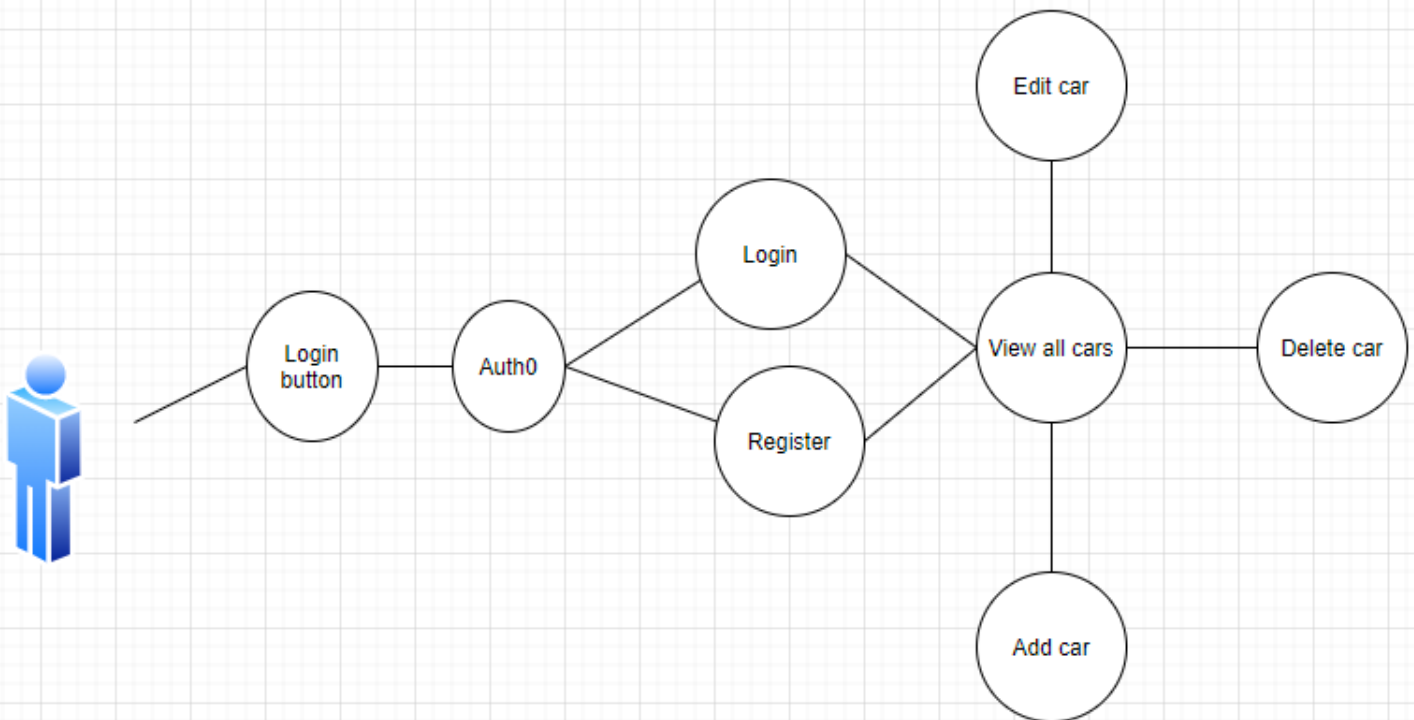 Edit car
Login
Login
button
Auth0
View all cars
Delete car
Register
Add car